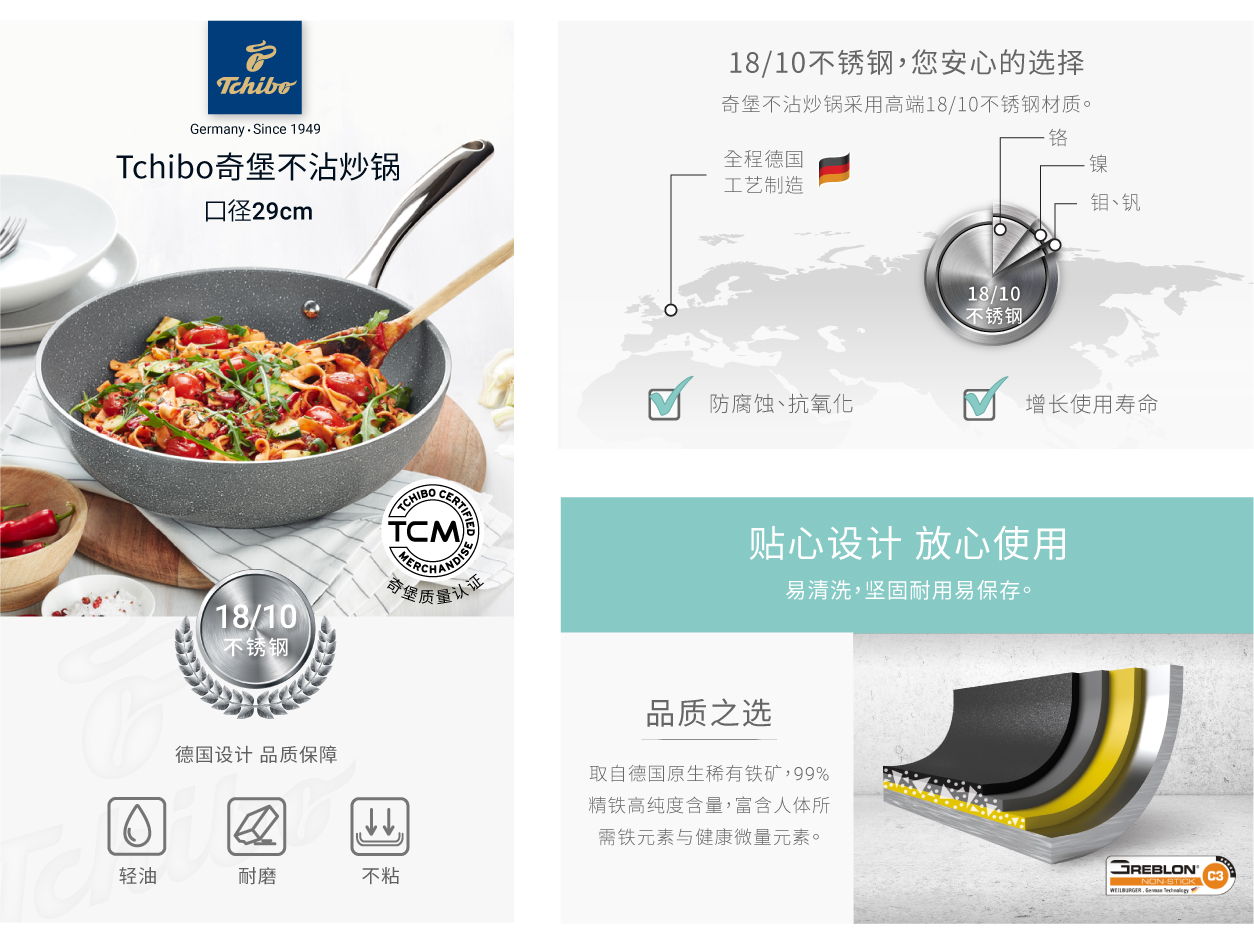 Tchibo
Germany · Since 1949
Tchibo奇堡不沾炒锅
口径29cm
TCHIBO CERTIFIED
TCM
MERCHANDISE
奇堡质量认证
18/10
不锈钢
德国设计 品质保障
轻油
耐磨
不粘
18/10不锈钢，您安心的选择
奇堡不沾炒锅采用高端18/10不锈钢材质。
铬
全程德国
工艺制造
镍
钼、钒
18/10
不锈钢
防腐蚀、抗氧化
增长使用寿命
贴心设计 放心使用
易清洗，坚固耐用易保存。
品质之选
取自德国原生稀有铁矿，99%
精铁高纯度含量，富含人体所
需铁元素与健康微量元素。
GREBLON®
NON-STICK
C3
WEILBURGER . German Technology
Tchibo